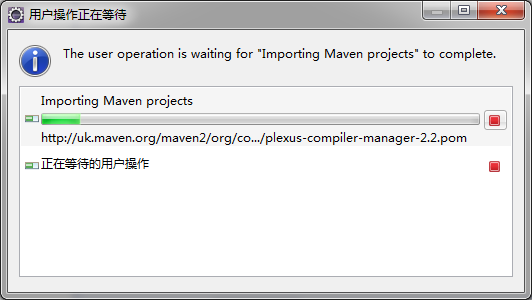 用户操作正在等待
The user operation is waiting for "Importing Maven projects" to complete.
Importing Maven projects
http://uk.maven.org/maven2/org/co.../plexus-compiler-manager-2.2.pom
正在等待的用户操作